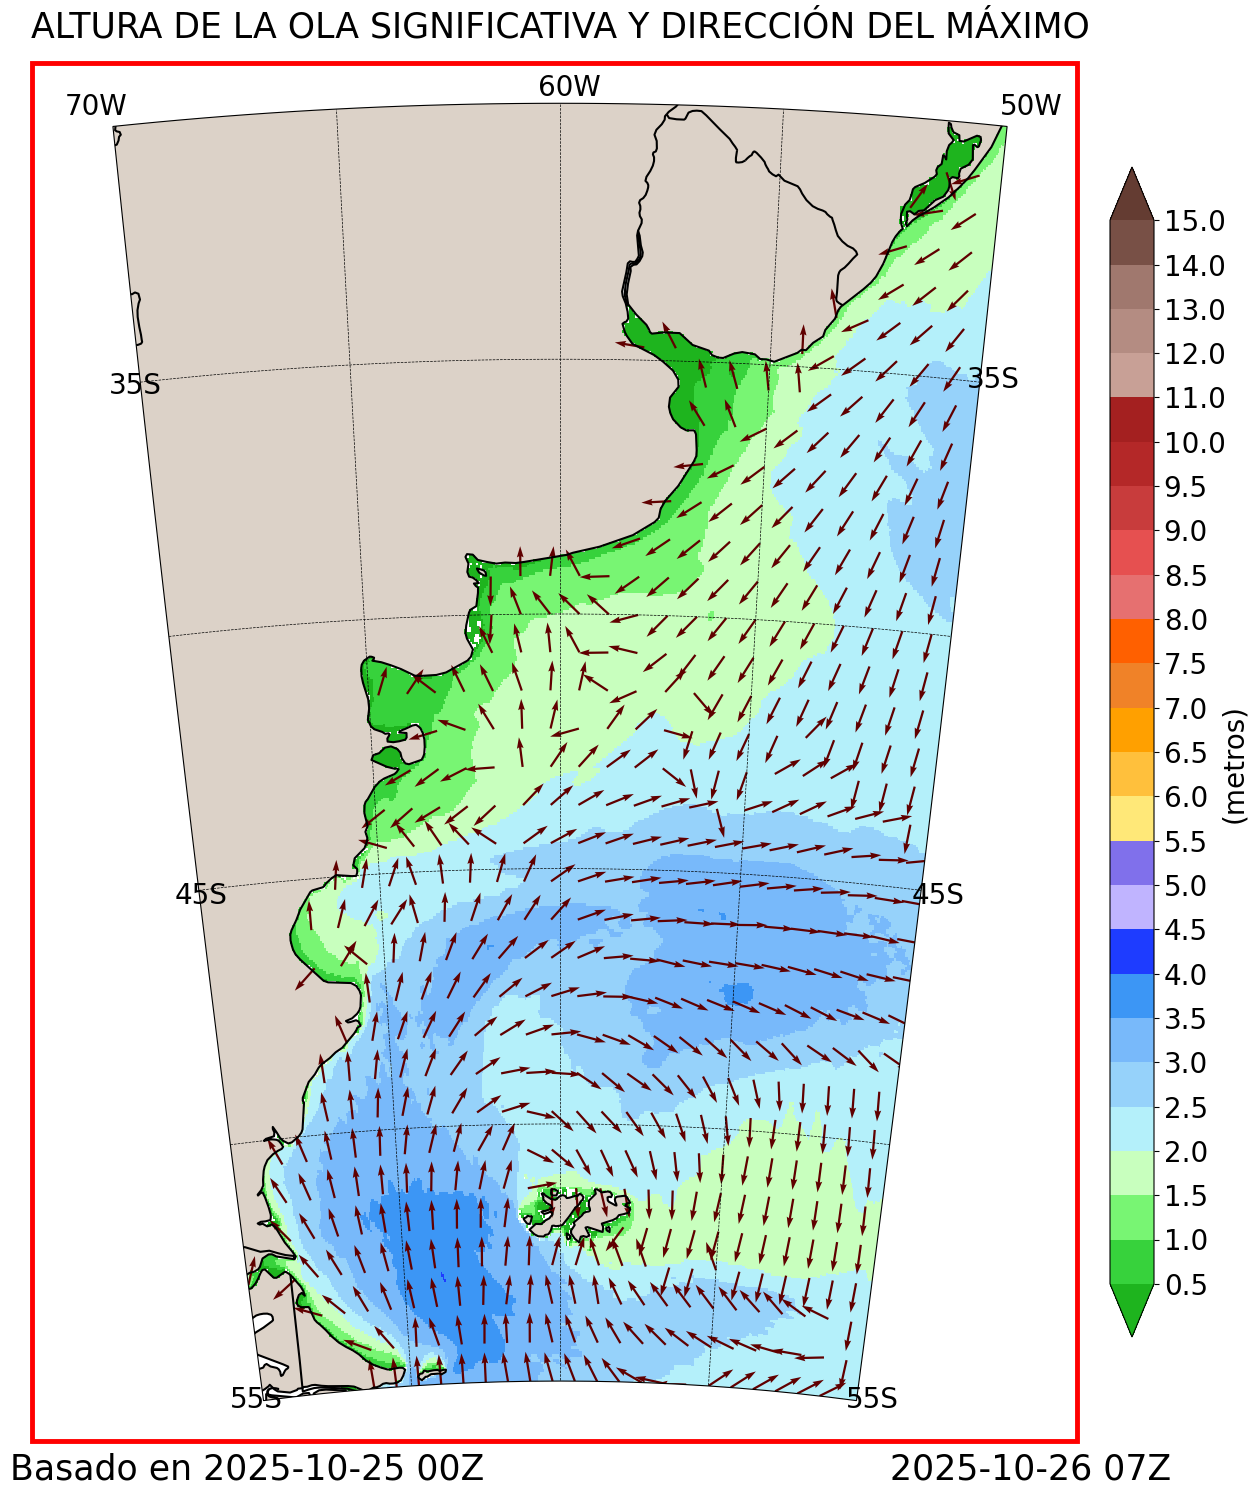 ALTURA DE LA OLA SIGNIFICATIVA Y DIRECCIÓN DEL MÁXIMO
70W
60W
50W
35S
35S
45S
45S
55S
55S
15.0
14.0
13.0
12.0
11.0
10.0
9.5
9.0
8.5
8.0
7.5
7.0
6.5
6.0
5.5
5.0
4.5
4.0
3.5
3.0
2.5
2.0
1.5
1.0
0.5
(metros)
Basado en 2025-10-25 00Z
2025-10-26 07Z